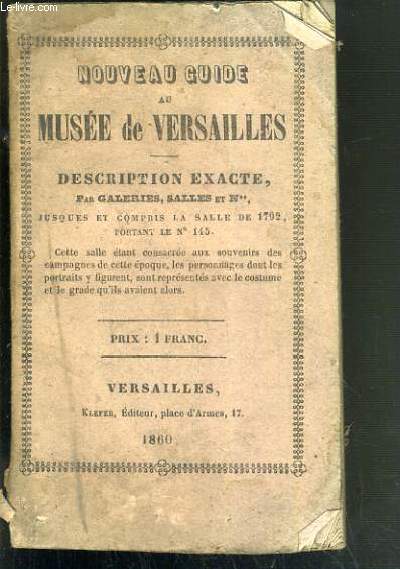 © Le-livre.com
NOUVEAU GUIDE
AU
MUSÉE de VERSAILLES
DESCRIPTION EXACTE,
PAR GALERIES, SALLES ET Nos,
JUSQUES ET COMPRIS LA SALLE DE 1792,
PORTANT LE N° 145.
Cette salle étant consacrée aux souvenirs des
campagnes de cette époque, les personnages dont les
portraits y figurent, sont représentés avec le costume
et le grade qu'ils avaient alors.
PRIX : 1 FRANC.
VERSAILLES,
KLEFER, Éditeur, place d'Armes, 17.
1860